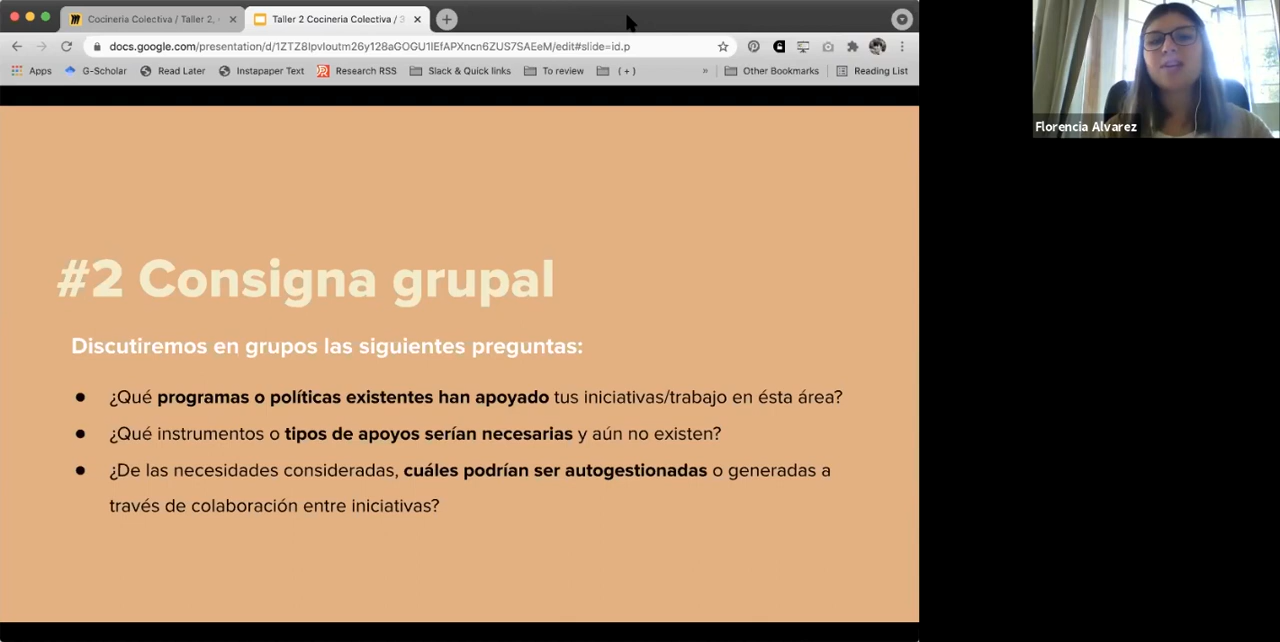 Cocineria Colectiva / Taller 2,
Taller 2 Cocineria Colectiva / 3
docs.google.com/presentation/d/1ZTZ8Ipvloutm26y128aGOGU1IEfAPXncn6ZUS7SAEeM/edit#slide=id.p
Apps G-Scholar Read Later Instapaper Text Research RSS Slack & Quick links To review ( + ) » Other Bookmarks Reading List
Florencia Alvarez
#2 Consigna grupal
Discutiremos en grupos las siguientes preguntas:
● ¿Qué programas o políticas existentes han apoyado tus iniciativas/trabajo en ésta área?
● ¿Qué instrumentos o tipos de apoyos serían necesarias y aún no existen?
● ¿De las necesidades consideradas, cuáles podrían ser autogestionadas o generadas a
través de colaboración entre iniciativas?